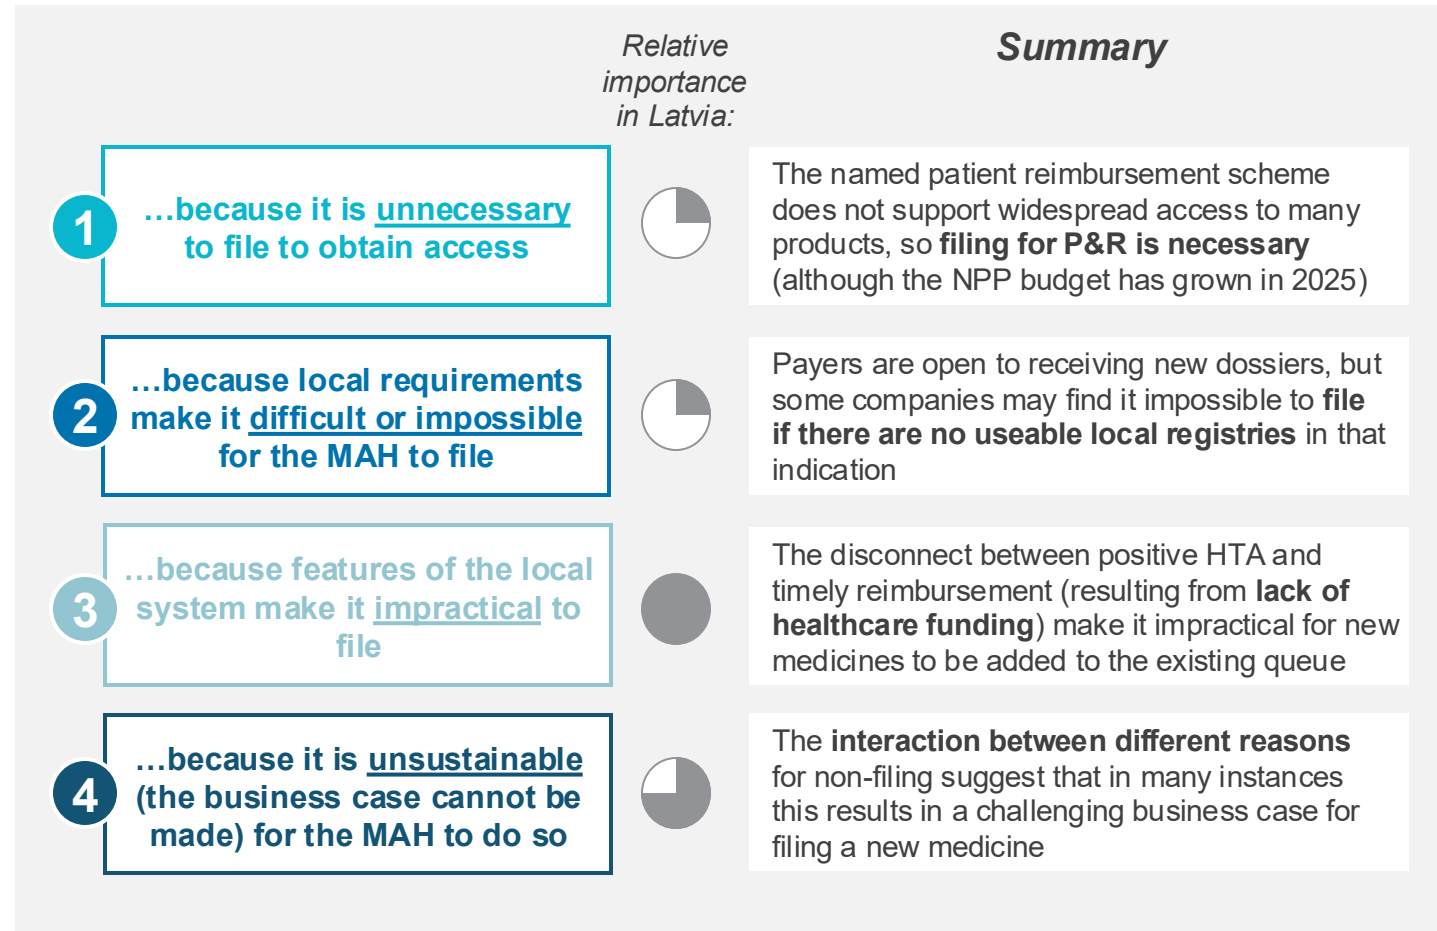 Relative
importance
in Latvia:
Summary
1
…because it is unnecessary
to file to obtain access
The named patient reimbursement scheme
does not support widespread access to many
products, so filing for P&R is necessary
(although the NPP budget has grown in 2025)
2
…because local requirements
make it difficult or impossible
for the MAH to file
Payers are open to receiving new dossiers, but
some companies may find it impossible to file
if there are no useable local registries in that
indication
3
…because features of the local
system make it impractical to
file
The disconnect between positive HTA and
timely reimbursement (resulting from lack of
healthcare funding) make it impractical for new
medicines to be added to the existing queue
4
…because it is unsustainable
(the business case cannot be
made) for the MAH to do so
The interaction between different reasons
for non-filing suggest that in many instances
this results in a challenging business case for
filing a new medicine